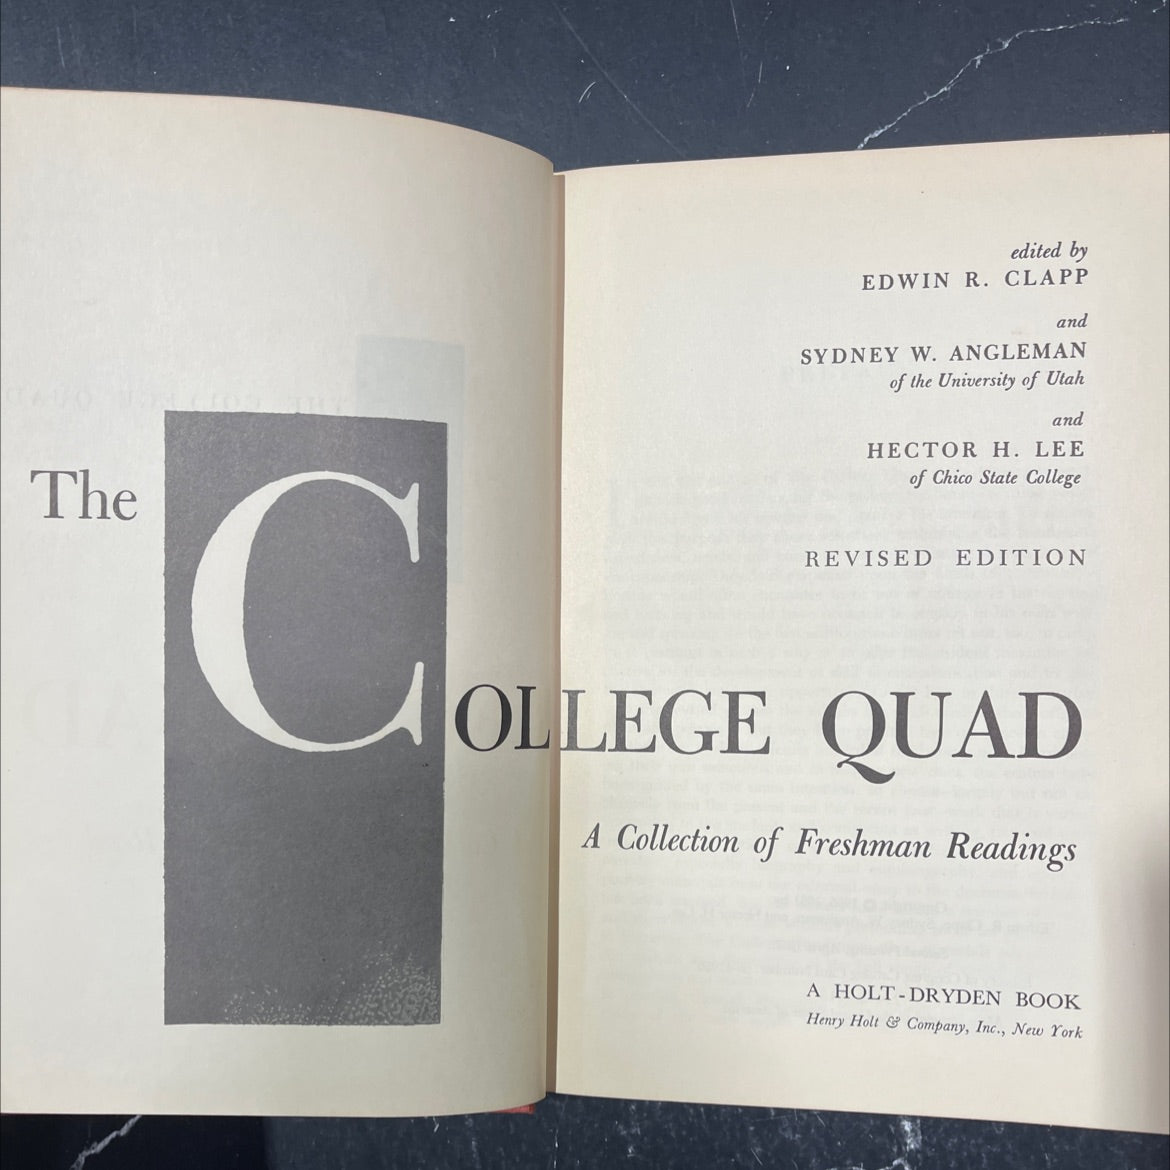 The COLLEGE QUAD
edited by
EDWIN R. CLAPP
and
SYDNEY W. ANGLEMAN
of the University of Utah
and
HECTOR H. LEE
of Chico State College
REVISED EDITION
A Collection of Freshman Readings
A HOLT-DRYDEN BOOK
Henry Holt & Company, Inc., New York